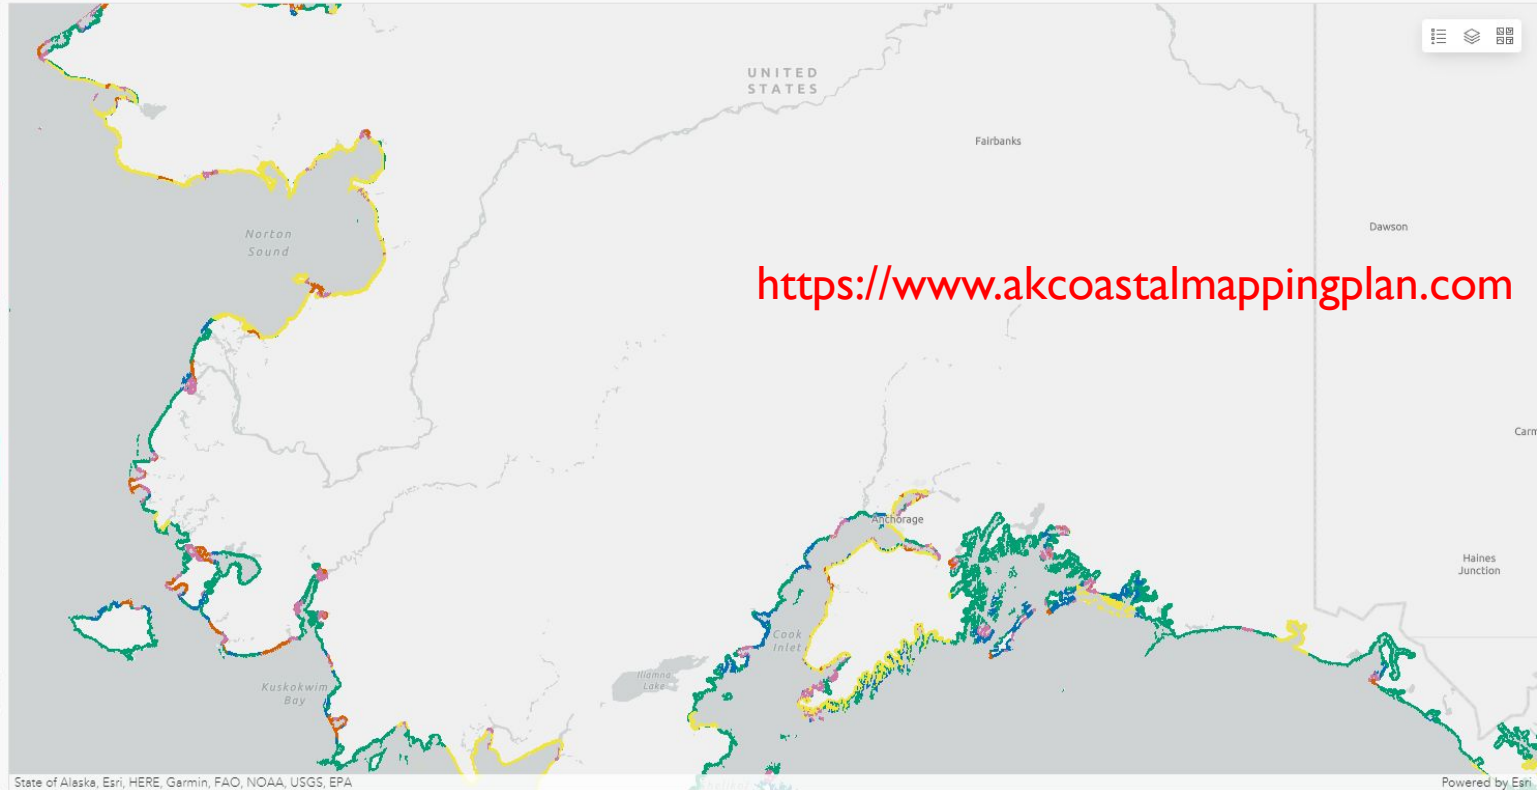 UNITED
STATES
Fairbanks
Dawson
Norton
Sound
https://www.akcoastalmappingplan.com
Carm
Anchorage
Haines
Junction
Cook
Inlet
Iliamna
Lake
Kuskokwim
Bay
State of Alaska, Esri, HERE, Garmin, FAO, NOAA, USGS, EPA
Powered by Esri